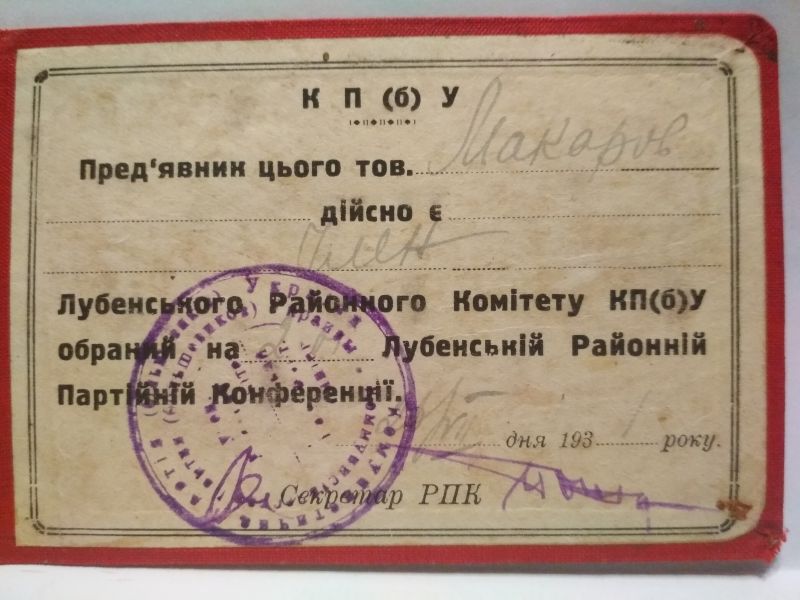 К П (б) У
Пред'явник цього тов. Макаров
дійсно є
член
Лубенського Районного Комітету КП(б)У
обраний на Лубенській Районній
Партійній Конференції.
дня 193 1 року.
Секретар РПК